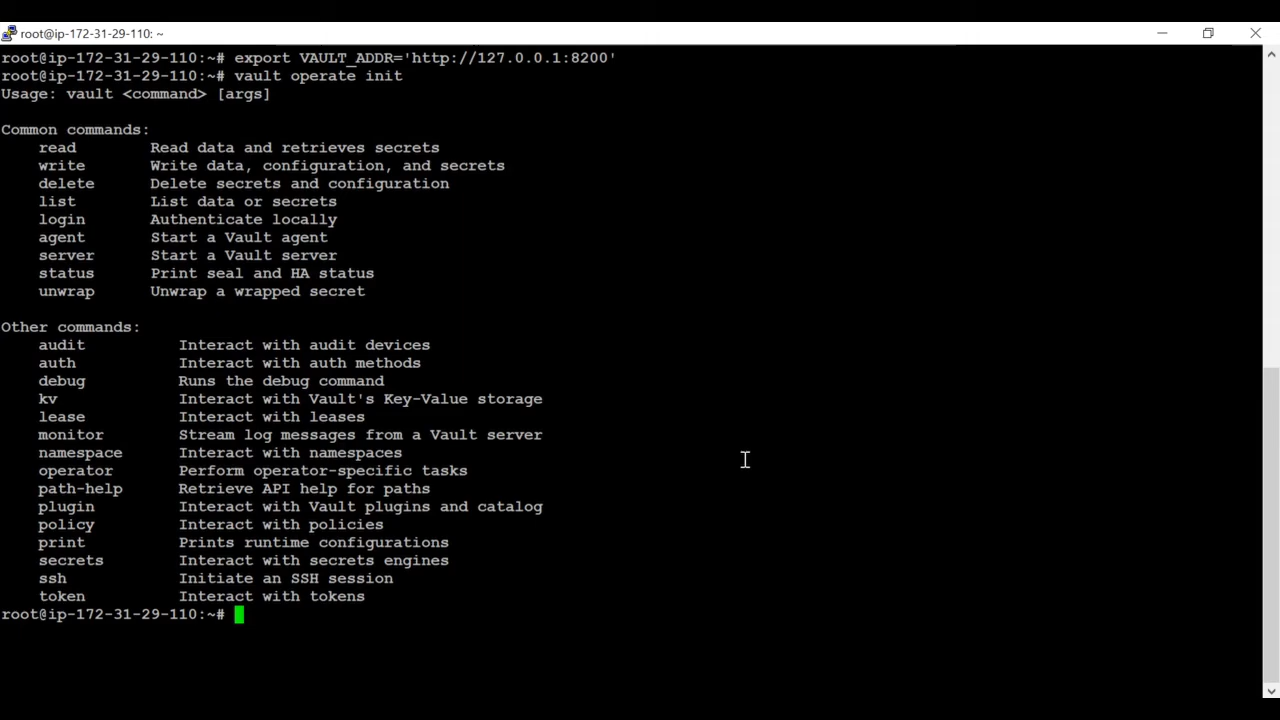 root@ip-172-31-29-110: ~
root@ip-172-31-29-110:~# export VAULT_ADDR='http://127.0.0.1:8200'
root@ip-172-31-29-110:~# vault operate init
Usage: vault <command> [args]

Common commands:
    read        Read data and retrieves secrets
    write       Write data, configuration, and secrets
    delete      Delete secrets and configuration
    list        List data or secrets
    login       Authenticate locally
    agent       Start a Vault agent
    server      Start a Vault server
    status      Print seal and HA status
    unwrap      Unwrap a wrapped secret

Other commands:
    audit          Interact with audit devices
    auth           Interact with auth methods
    debug          Runs the debug command
    kv             Interact with Vault's Key-Value storage
    lease          Interact with leases
    monitor        Stream log messages from a Vault server
    namespace      Interact with namespaces
    operator       Perform operator-specific tasks
    path-help      Retrieve API help for paths
    plugin         Interact with Vault plugins and catalog
    policy         Interact with policies
    print          Prints runtime configurations
    secrets        Interact with secrets engines
    ssh            Initiate an SSH session
    token          Interact with tokens
root@ip-172-31-29-110:~#